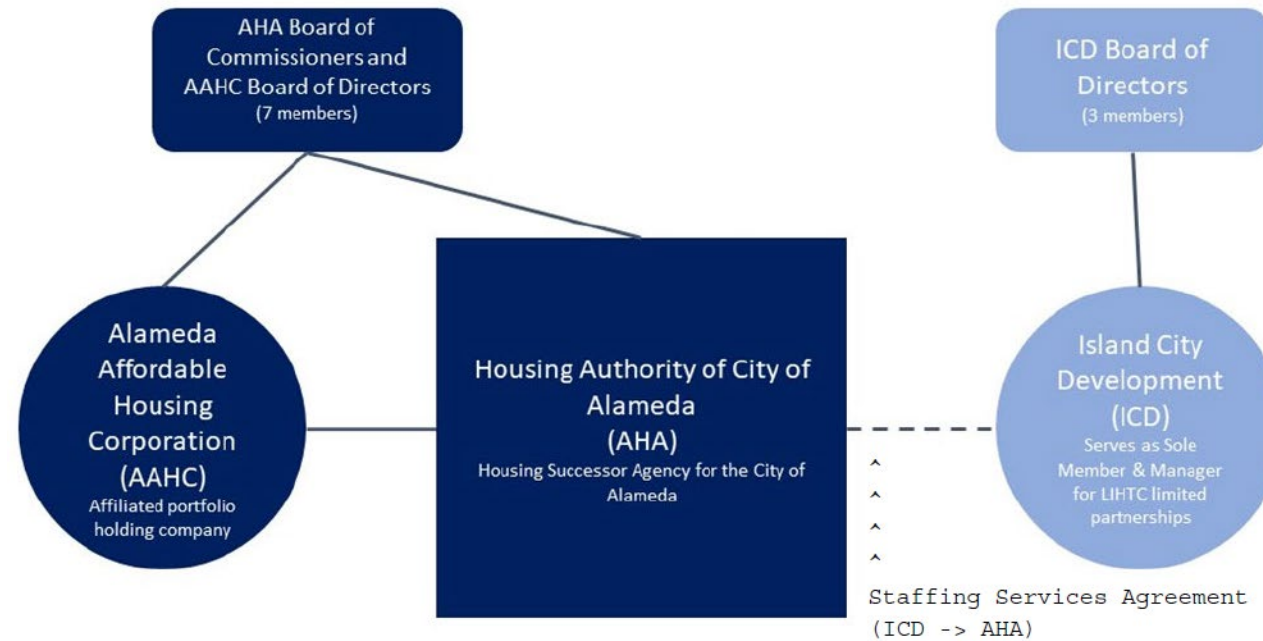 AHA Board of
Commissioners and
AAHC Board of Directors
(7 members)
ICD Board of
Directors
(3 members)
Alameda
Affordable
Housing
Corporation
(AAHC)
Affiliated portfolio
holding company
Housing Authority of City of
Alameda
(AHA)
Housing Successor Agency for the City of
Alameda
Island City
Development
(ICD)
Serves as Sole
Member & Manager
for LIHTC limited
partnerships
^
^
^
^
Staffing Services Agreement
(ICD -> AHA)